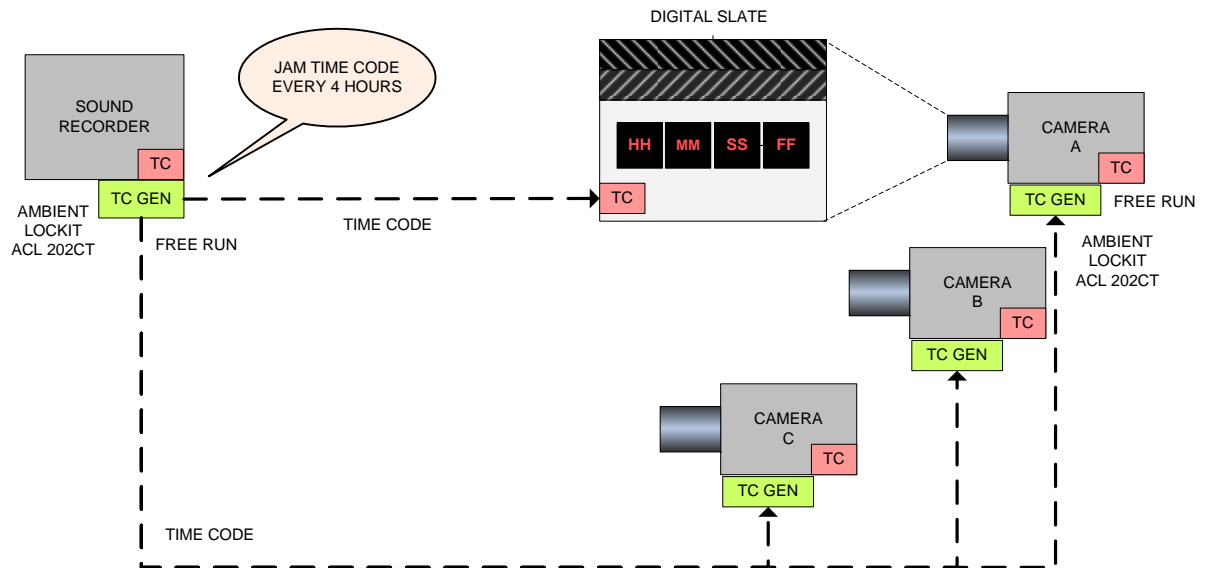 DIGITAL SLATE
JAM TIME CODE
EVERY 4 HOURS
SOUND
RECORDER
TC
TC GEN
AMBIENT
LOCKIT
ACL 202CT
FREE RUN
TIME CODE
HH MM SS FF
TC
CAMERA
A
TC
TC GEN
FREE RUN
AMBIENT
LOCKIT
ACL 202CT
CAMERA
B
TC
TC GEN
CAMERA
C
TC
TC GEN
TIME CODE